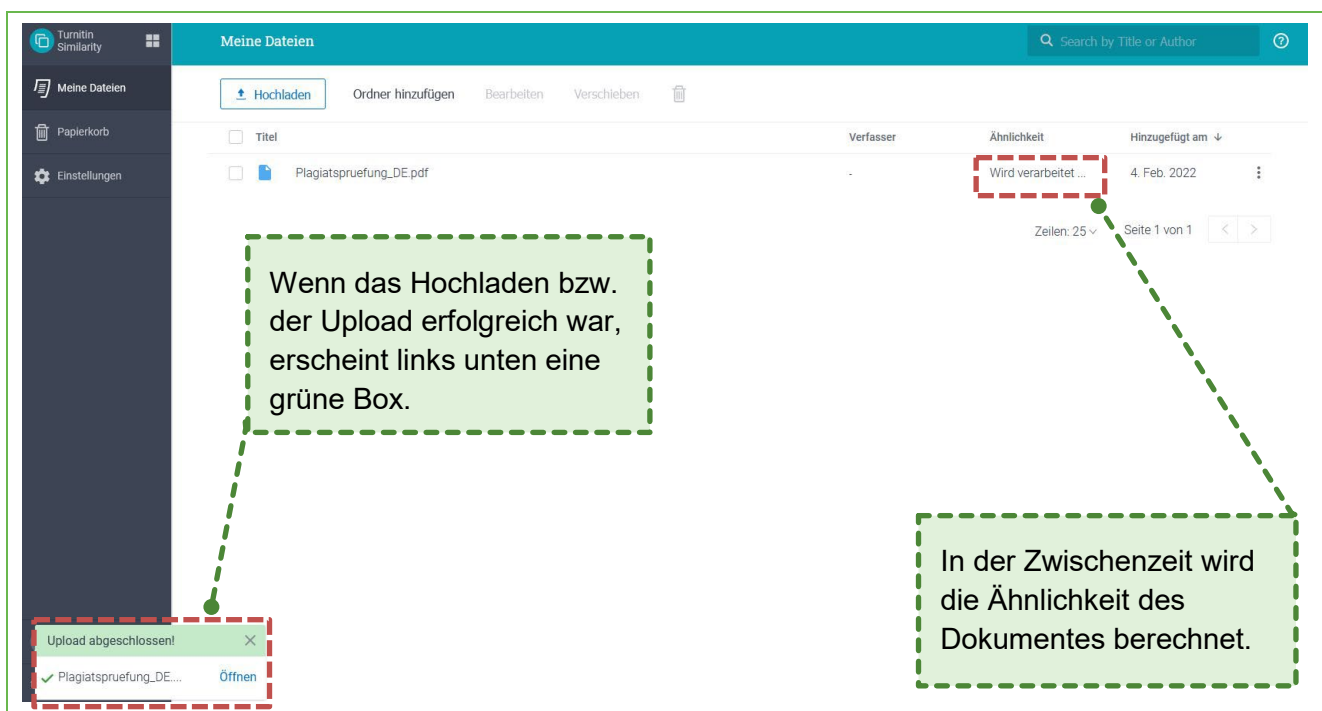 Turnitin
Similarity
Meine Dateien
Search by Title or Author
Meine Dateien
Papierkorb
Einstellungen
Hochladen Ordner hinzufügen Bearbeiten Verschieben
Titel Verfasser Ähnlichkeit Hinzugefügt am
Plagiatspruefung_DE.pdf - Wird verarbeitet ... 4. Feb. 2022
Zeilen: 25 Seite 1 von 1
Wenn das Hochladen bzw.
der Upload erfolgreich war,
erscheint links unten eine
grüne Box.
In der Zwischenzeit wird
die Ähnlichkeit des
Dokumentes berechnet.
Upload abgeschlossen!
Plagiatspruefung_DE.... Öffnen